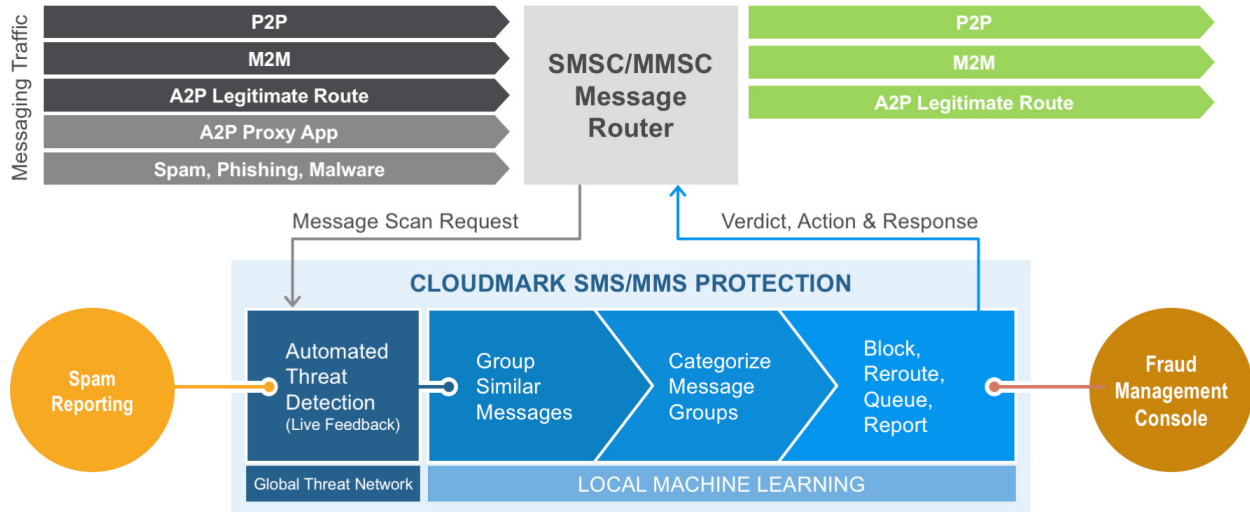 Messaging Traffic
P2P
M2M
A2P Legitimate Route
A2P Proxy App
Spam, Phishing, Malware
SMSC/MMSC
Message
Router
P2P
M2M
A2P Legitimate Route
Message Scan Request
Verdict, Action & Response
CLOUDMARK SMS/MMS PROTECTION
Spam
Reporting
Automated
Threat
Detection
(Live Feedback)
Group
Similar
Messages
Categorize
Message
Groups
Block,
Reroute,
Queue,
Report
Fraud
Management
Console
Global Threat Network
LOCAL MACHINE LEARNING